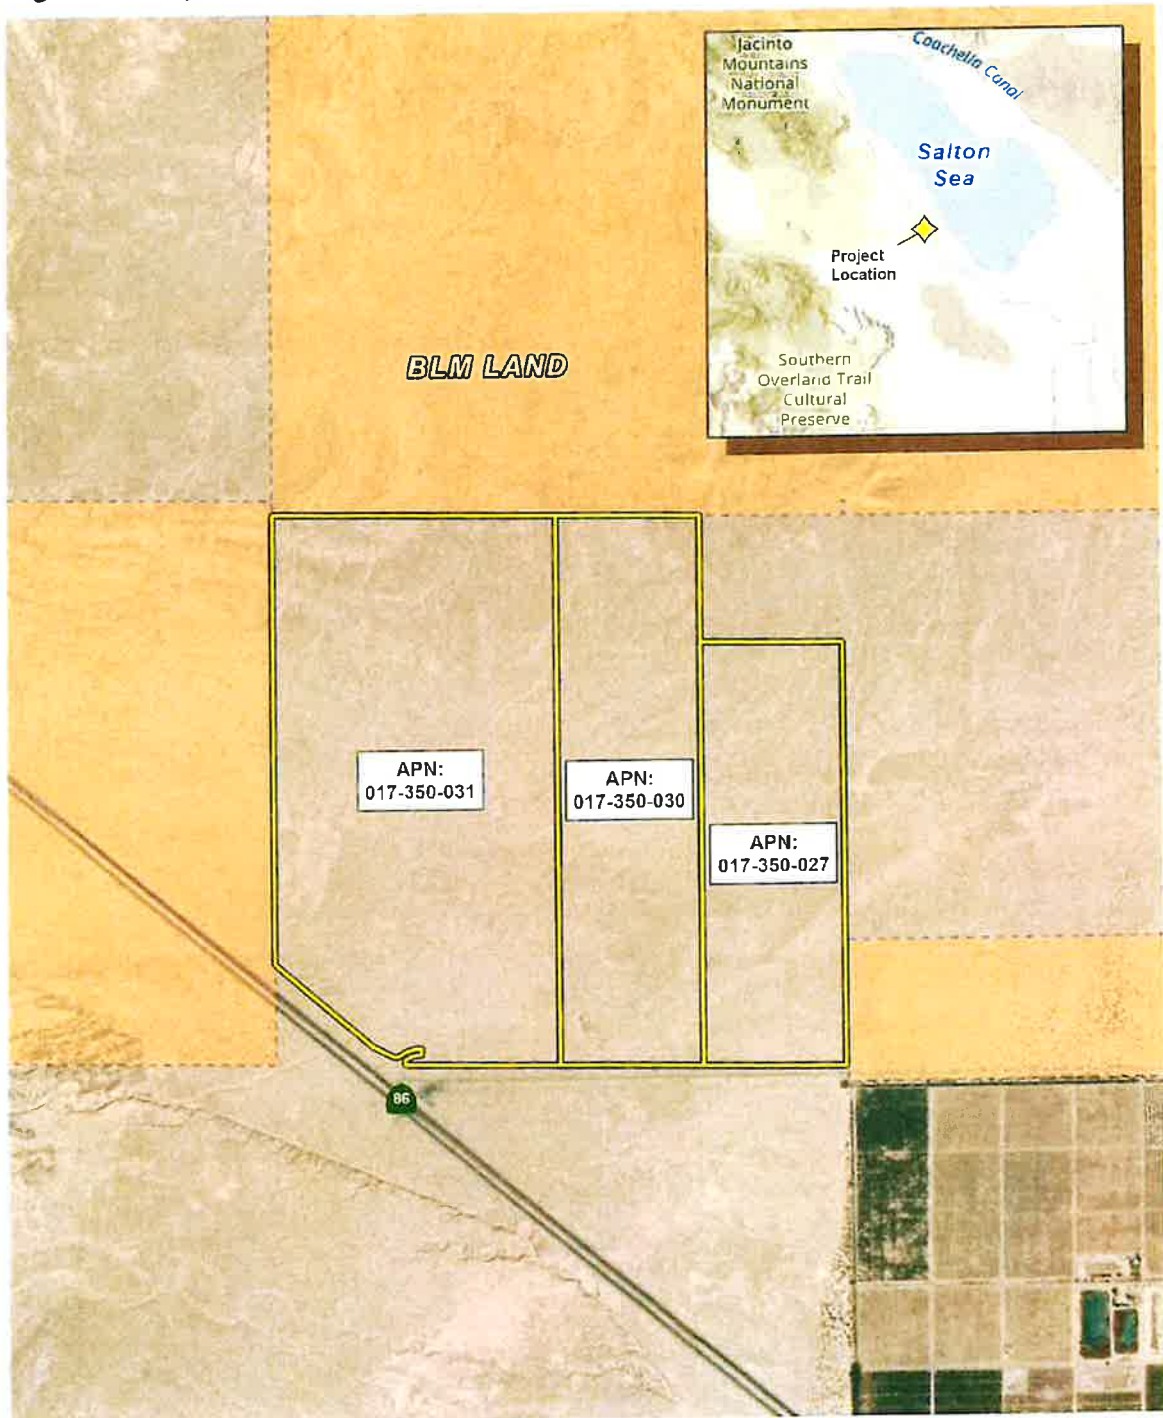 Jacinto
Mountains
National
Monument
Coachella Canal
Salton
Sea
Project
Location
Southern
Overland Trail
Cultural
Preserve
BLM LAND
APN:
017-350-031
APN:
017-350-030
APN:
017-350-027
86